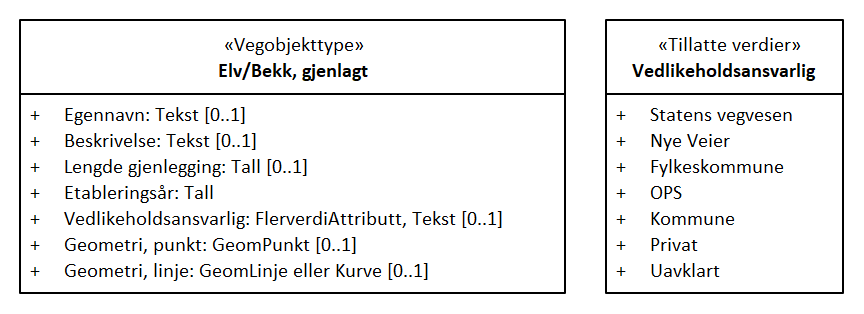 «Vegobjekttype»
Elv/Bekk, gjenlagt
+ Egennavn: Tekst [0..1]
+ Beskrivelse: Tekst [0..1]
+ Lengde gjenlegging: Tall [0..1]
+ Etableringsår: Tall
+ Vedlikeholdsansvarlig: FlerverdiAttributt, Tekst [0..1]
+ Geometri, punkt: GeomPunkt [0..1]
+ Geometri, linje: GeomLinje eller Kurve [0..1]
«Tillatte verdier»
Vedlikeholdsansvarlig
+ Statens vegvesen
+ Nye Veier
+ Fylkeskommune
+ OPS
+ Kommune
+ Privat
+ Uavklart